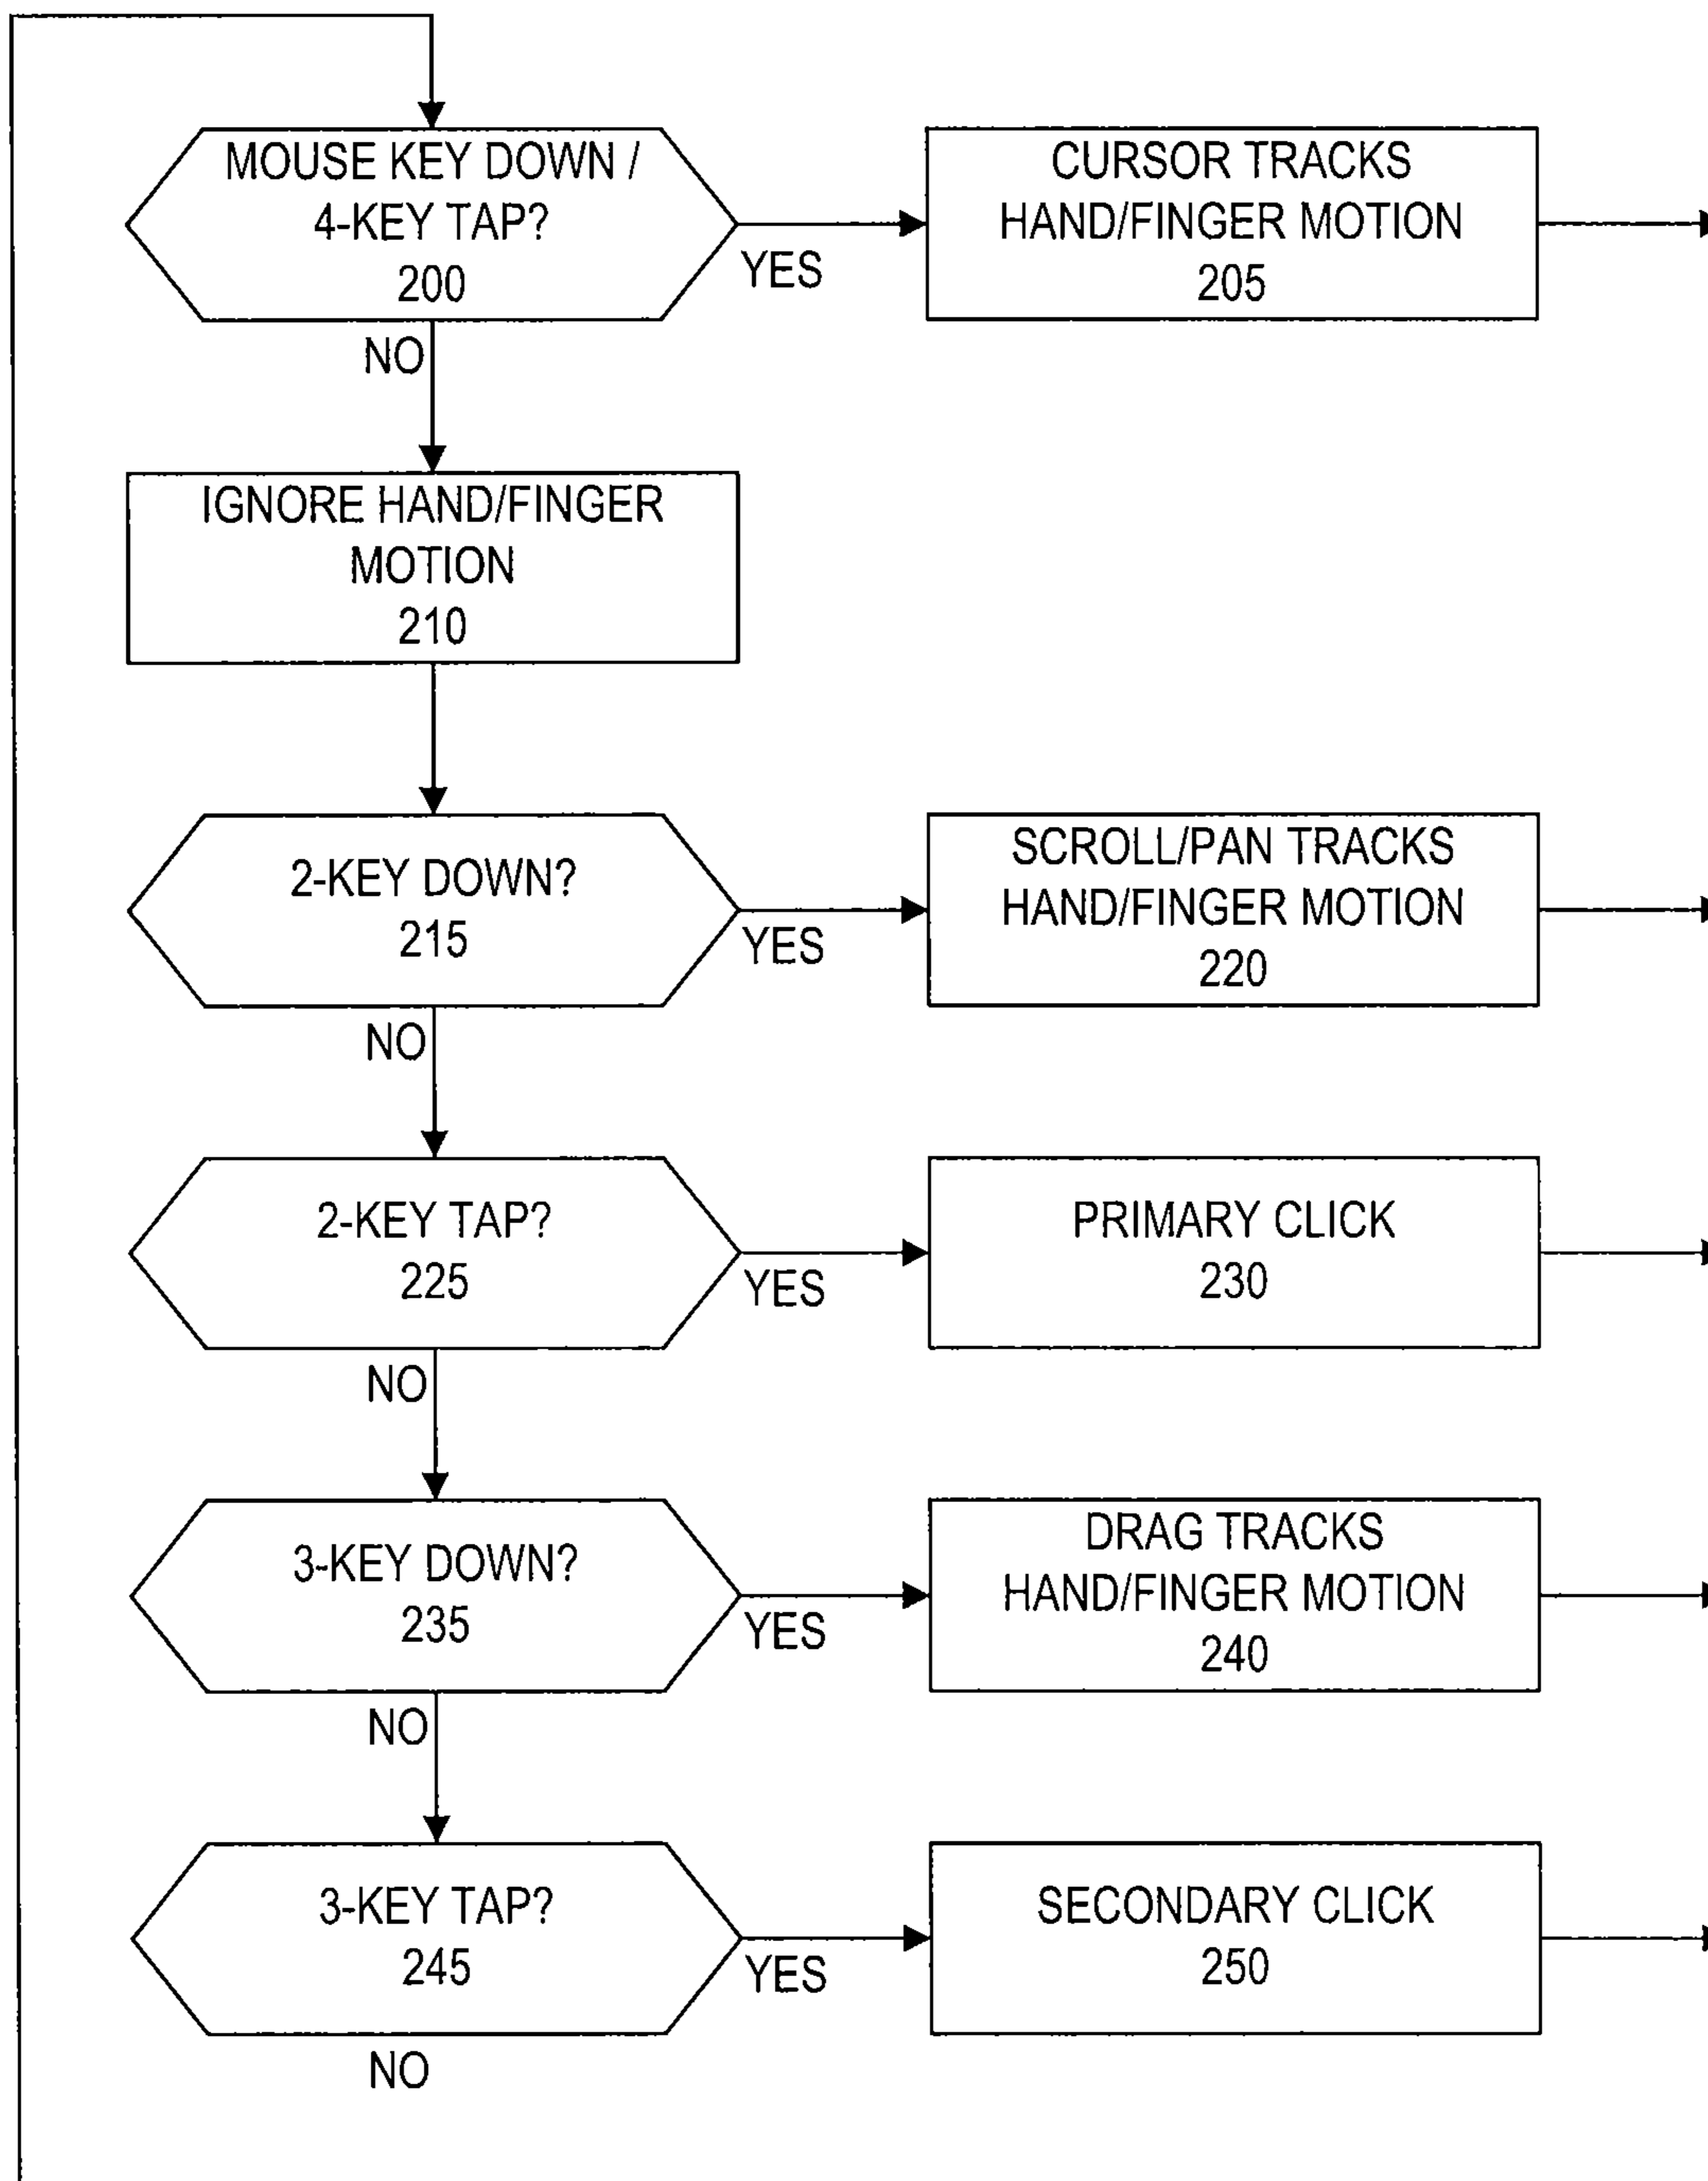 MOUSE KEY DOWN /
4-KEY TAP?
200
YES
NO
CURSOR TRACKS
HAND/FINGER MOTION
205
IGNORE HAND/FINGER
MOTION
210
2-KEY DOWN?
215
YES
NO
SCROLL/PAN TRACKS
HAND/FINGER MOTION
220
2-KEY TAP?
225
YES
NO
PRIMARY CLICK
230
3-KEY DOWN?
235
YES
NO
DRAG TRACKS
HAND/FINGER MOTION
240
3-KEY TAP?
245
YES
NO
SECONDARY CLICK
250